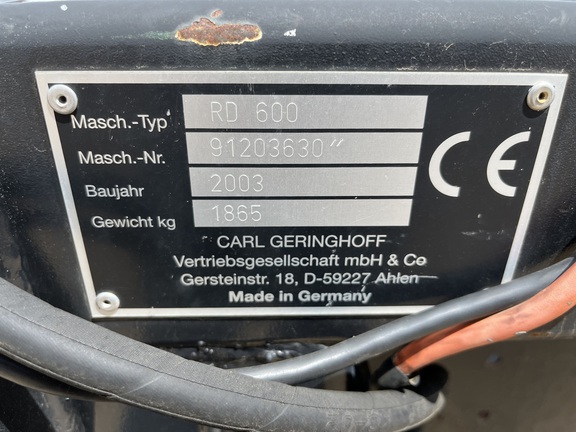 Masch.-Typ RD 600
Masch.-Nr. 91203630"
Baujahr 2003
Gewicht kg 1865
CE
CARL GERINGHOFF
Vertriebsgesellschaft mbH & Co
Gersteinstr. 18, D-59227 Ahlen
Made in Germany